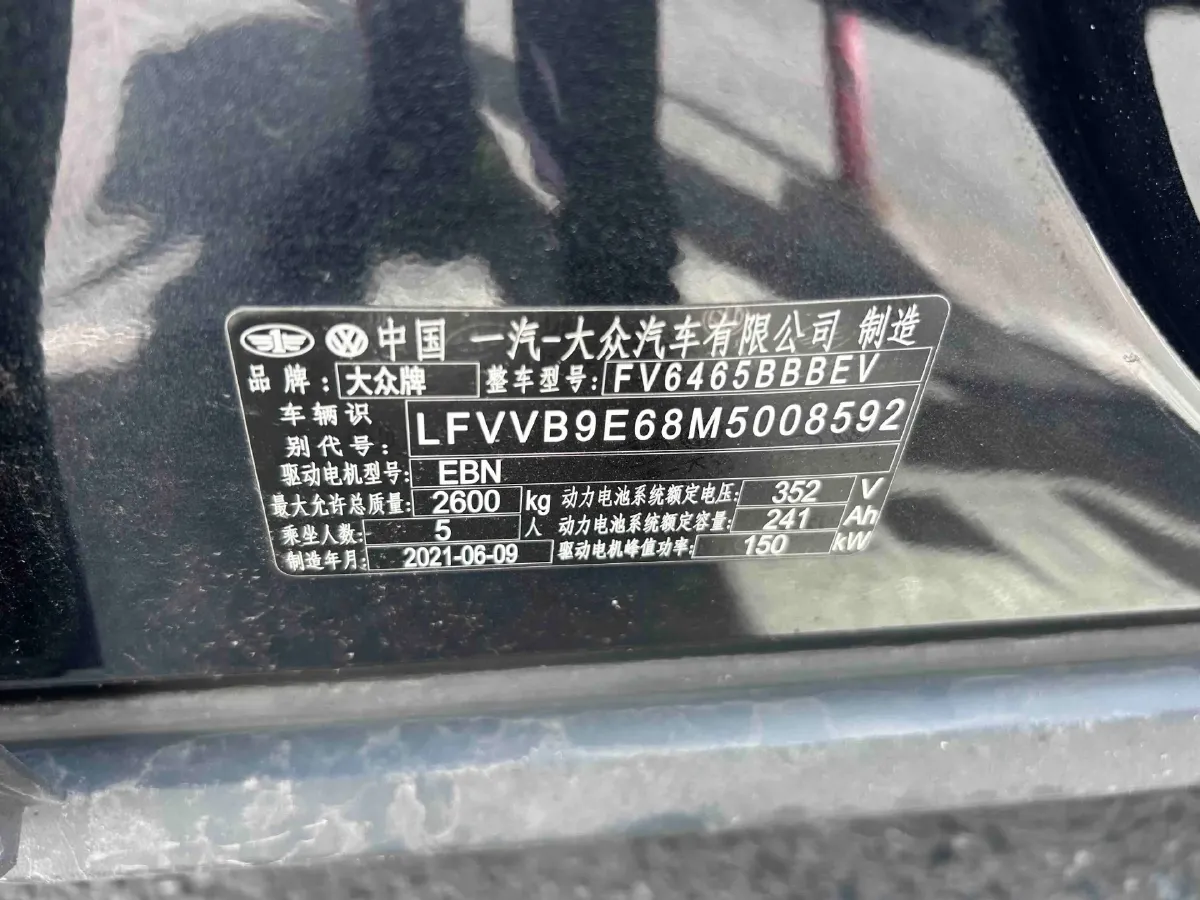 中国 一汽-大众汽车有限公司 制造
品牌: 大众牌 整车型号: FV6465BBBEV
车辆识别代号: LFVVB9E68M5008592
驱动电机型号: EBN
最大允许总质量: 2600 kg 动力电池系统额定电压: 352 V
乘坐人数: 5 人 动力电池系统额定容量: 241 Ah
制造年月: 2021-06-09 驱动电机峰值功率: 150 kW